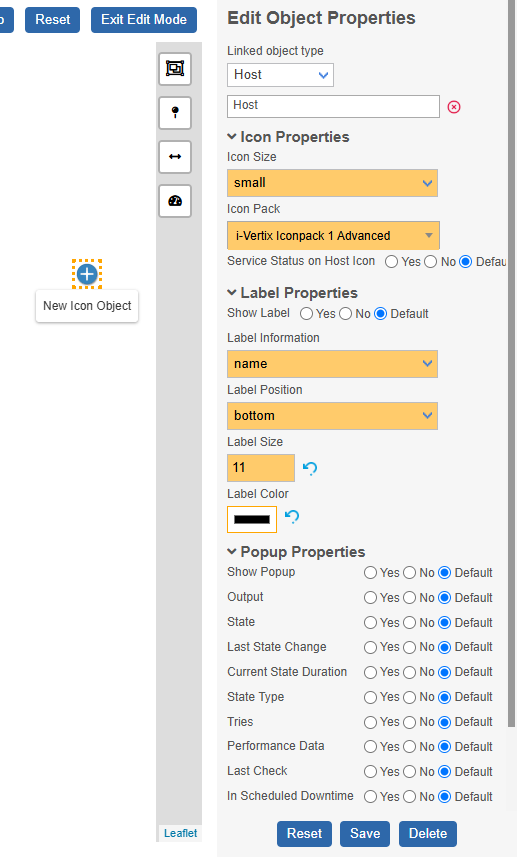 Reset Exit Edit Mode
Edit Object Properties
Linked object type
Host
Host
Icon Properties
Icon Size
small
Icon Pack
i-Vertix Iconpack 1 Advanced
Service Status on Host Icon Yes No Defau
New Icon Object
Label Properties
Show Label Yes No Default
Label Information
name
Label Position
bottom
Label Size
11
Label Color
Popup Properties
Show Popup Yes No Default
Output Yes No Default
State Yes No Default
Last State Change Yes No Default
Current State Duration Yes No Default
State Type Yes No Default
Tries Yes No Default
Performance Data Yes No Default
Last Check Yes No Default
In Scheduled Downtime Yes No Default
Leaflet
Reset Save Delete